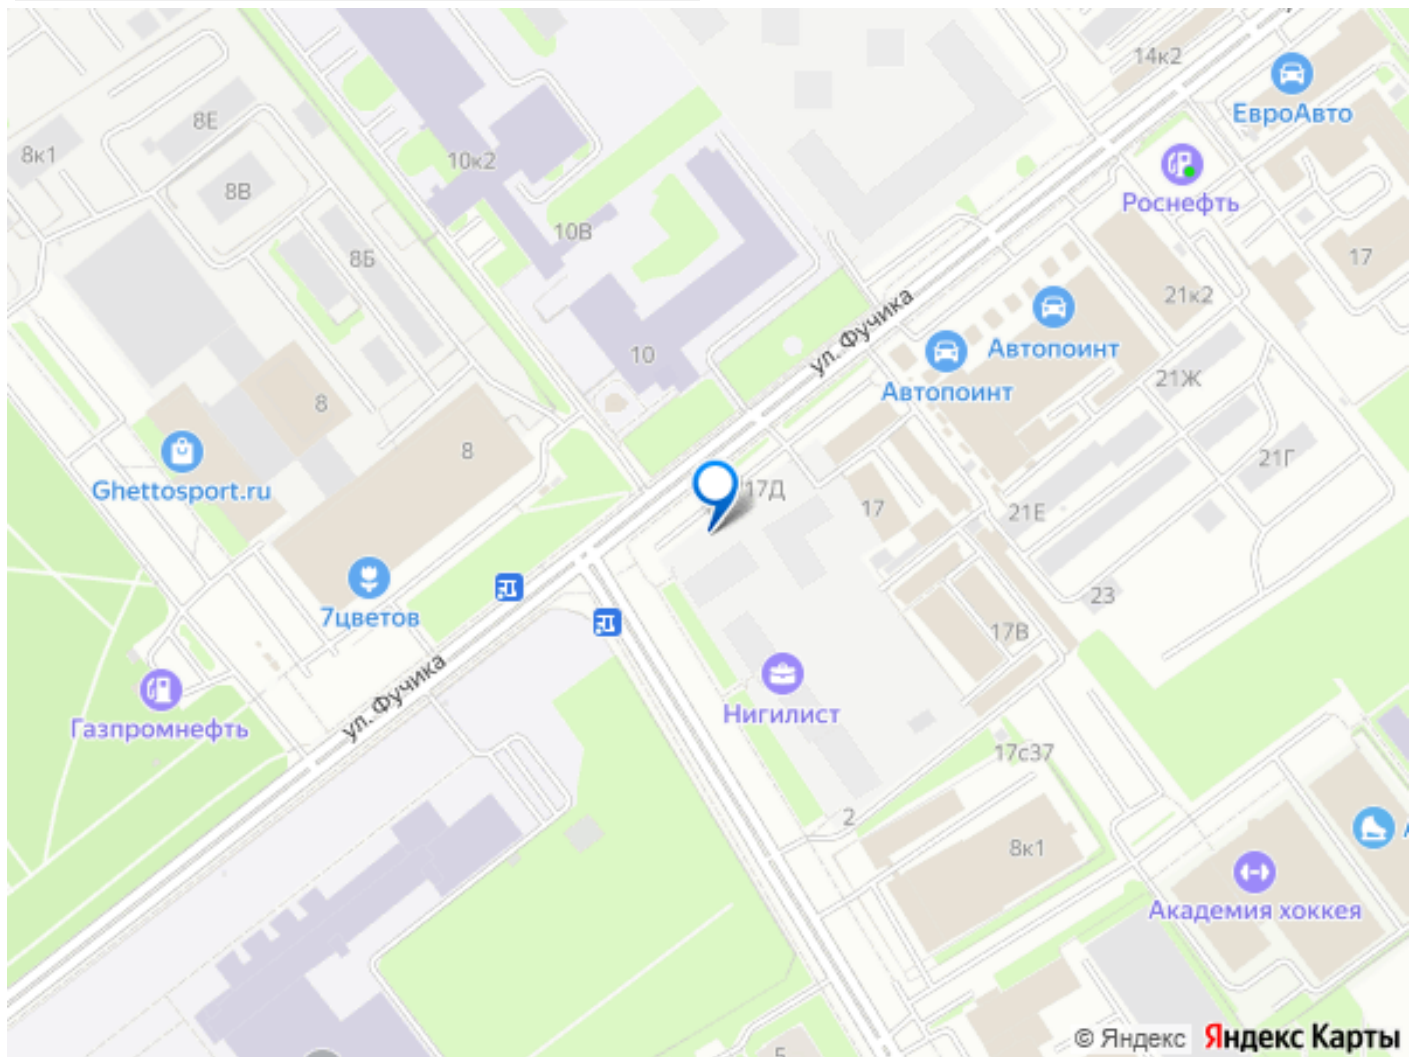 14к2
ЕвроАвто
8Е
8к1
10к2
8В
Роснефть
10В
8Б
17
21к2
ул. Фучика
Автопоинт
10
Автопоинт
21Ж
8
8
21Г
Ghettosport.ru
17Д
17
21Е
7цветов
23
17В
ул. Фучика
Газпромнефть
Нигилист
17с37
2
8к1
Академия хоккея
5
© Яндекс Яндекс Карты